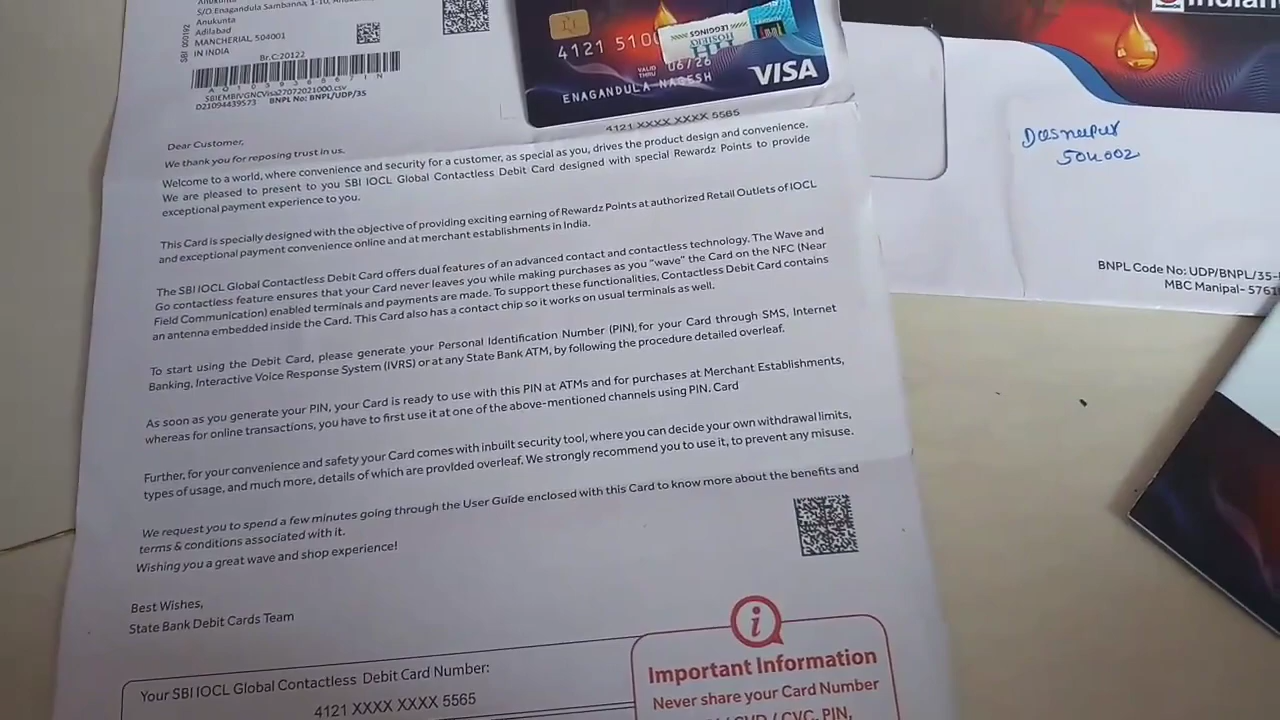 S/O.Enagandula Sambanna, 1-10,
Anukunta
Adilabad
MANCHERIAL, 504001
IN INDIA
SBI 000192
Br.C:20122
SBIEMBIVGNCVisa27072021000.csv
D21094439573 BNPL No: BNPL/UDP/35
4121 510
VALID THRU 06/26
ENAGANDULA NAGESH
VISA
4121 XXXX XXXX 5565
Dear Customer,
We thank you for reposing trust in us.
Welcome to a world, where convenience and security for a customer, as special as you, drives the product design and convenience.
We are pleased to present to you SBI IOCL Global Contactless Debit Card designed with special Rewardz Points to provide
exceptional payment experience to you.
This Card is specially designed with the objective of providing exciting earning of Rewardz Points at authorized Retail Outlets of IOCL
and exceptional payment convenience online and at merchant establishments in India.
The SBI IOCL Global Contactless Debit Card offers dual features of an advanced contact and contactless technology. The Wave and
Go contactless feature ensures that your Card never leaves you while making purchases as you "wave" the Card on the NFC (Near
Field Communication) enabled terminals and payments are made. To support these functionalities, Contactless Debit Card contains
an antenna embedded inside the Card. This Card also has a contact chip so it works on usual terminals as well.
To start using the Debit Card, please generate your Personal Identification Number (PIN), for your Card through SMS, Internet
Banking, Interactive Voice Response System (IVRS) or at any State Bank ATM, by following the procedure detailed overleaf.
As soon as you generate your PIN, your Card is ready to use with this PIN at ATMs and for purchases at Merchant Establishments,
whereas for online transactions, you have to first use it at one of the above-mentioned channels using PIN. Card
Further, for your convenience and safety your Card comes with inbuilt security tool, where you can decide your own withdrawal limits,
types of usage, and much more, details of which are provided overleaf. We strongly recommend you to use it, to prevent any misuse.
We request you to spend a few minutes going through the User Guide enclosed with this Card to know more about the benefits and
terms & conditions associated with it.
Wishing you a great wave and shop experience!
Best Wishes,
State Bank Debit Cards Team
Your SBI IOCL Global Contactless Debit Card Number:
4121 XXXX XXXX 5565
Important Information
Never share your Card Number
/ CVD / CVC, PIN,
Dasnapur
504002
BNPL Code No: UDP/BNPL/35-
MBC Manipal- 5761